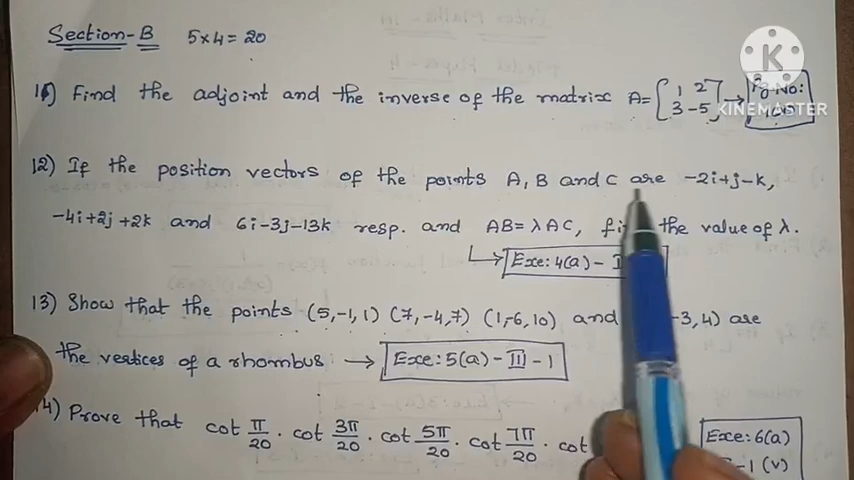 Section-B 5×4=20
11) Find the adjoint and the inverse of the matrix A= [1 2
3 -5] → Pg No:
KINEMASTER
12) If the position vectors of the points A, B and C are -2i+j-k,
-4i+2j+2k and 6i-3j-13k resp. and AB=λAC, the value of λ.
Exe: 4(a)-
13) Show that the points (5,-1,1) (7,-4,7) (1,-6,10) and -3,4) are
the vertices of a rhombus → Exe: 5(a)-III-1
14) Prove that cot π/20 . cot 3π/20 . cot 5π/20 . cot 7π/20 . cot Exe: 6(a)
-1 (v)